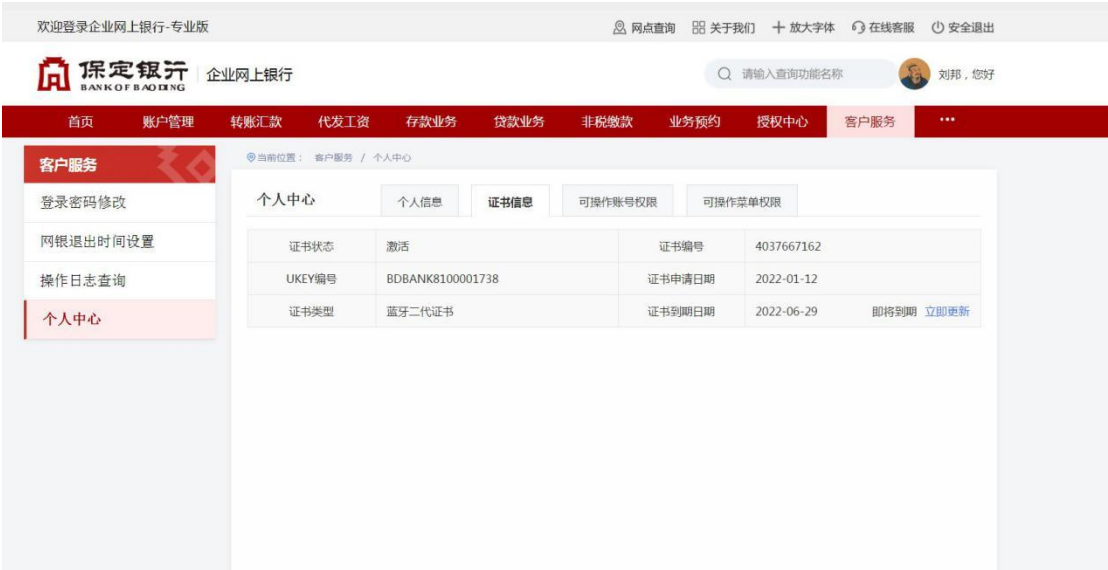 欢迎登录企业网上银行-专业版 网点查询 关于我们 放大字体 在线客服 安全退出
保定银行 BANK OF BAODING 企业网上银行 请输入查询功能名称 刘邦，您好
首页 账户管理 转账汇款 代发工资 存款业务 贷款业务 非税缴款 业务预约 授权中心 客户服务 •••
客户服务
登录密码修改
网银退出时间设置
操作日志查询
个人中心
当前位置： 客户服务 / 个人中心
个人中心 个人信息 证书信息 可操作账号权限 可操作菜单权限
证书状态 激活 证书编号 4037667162
UKEY编号 BDBANK8100001738 证书申请日期 2022-01-12
证书类型 蓝牙二代证书 证书到期日期 2022-06-29 即将到期 立即更新